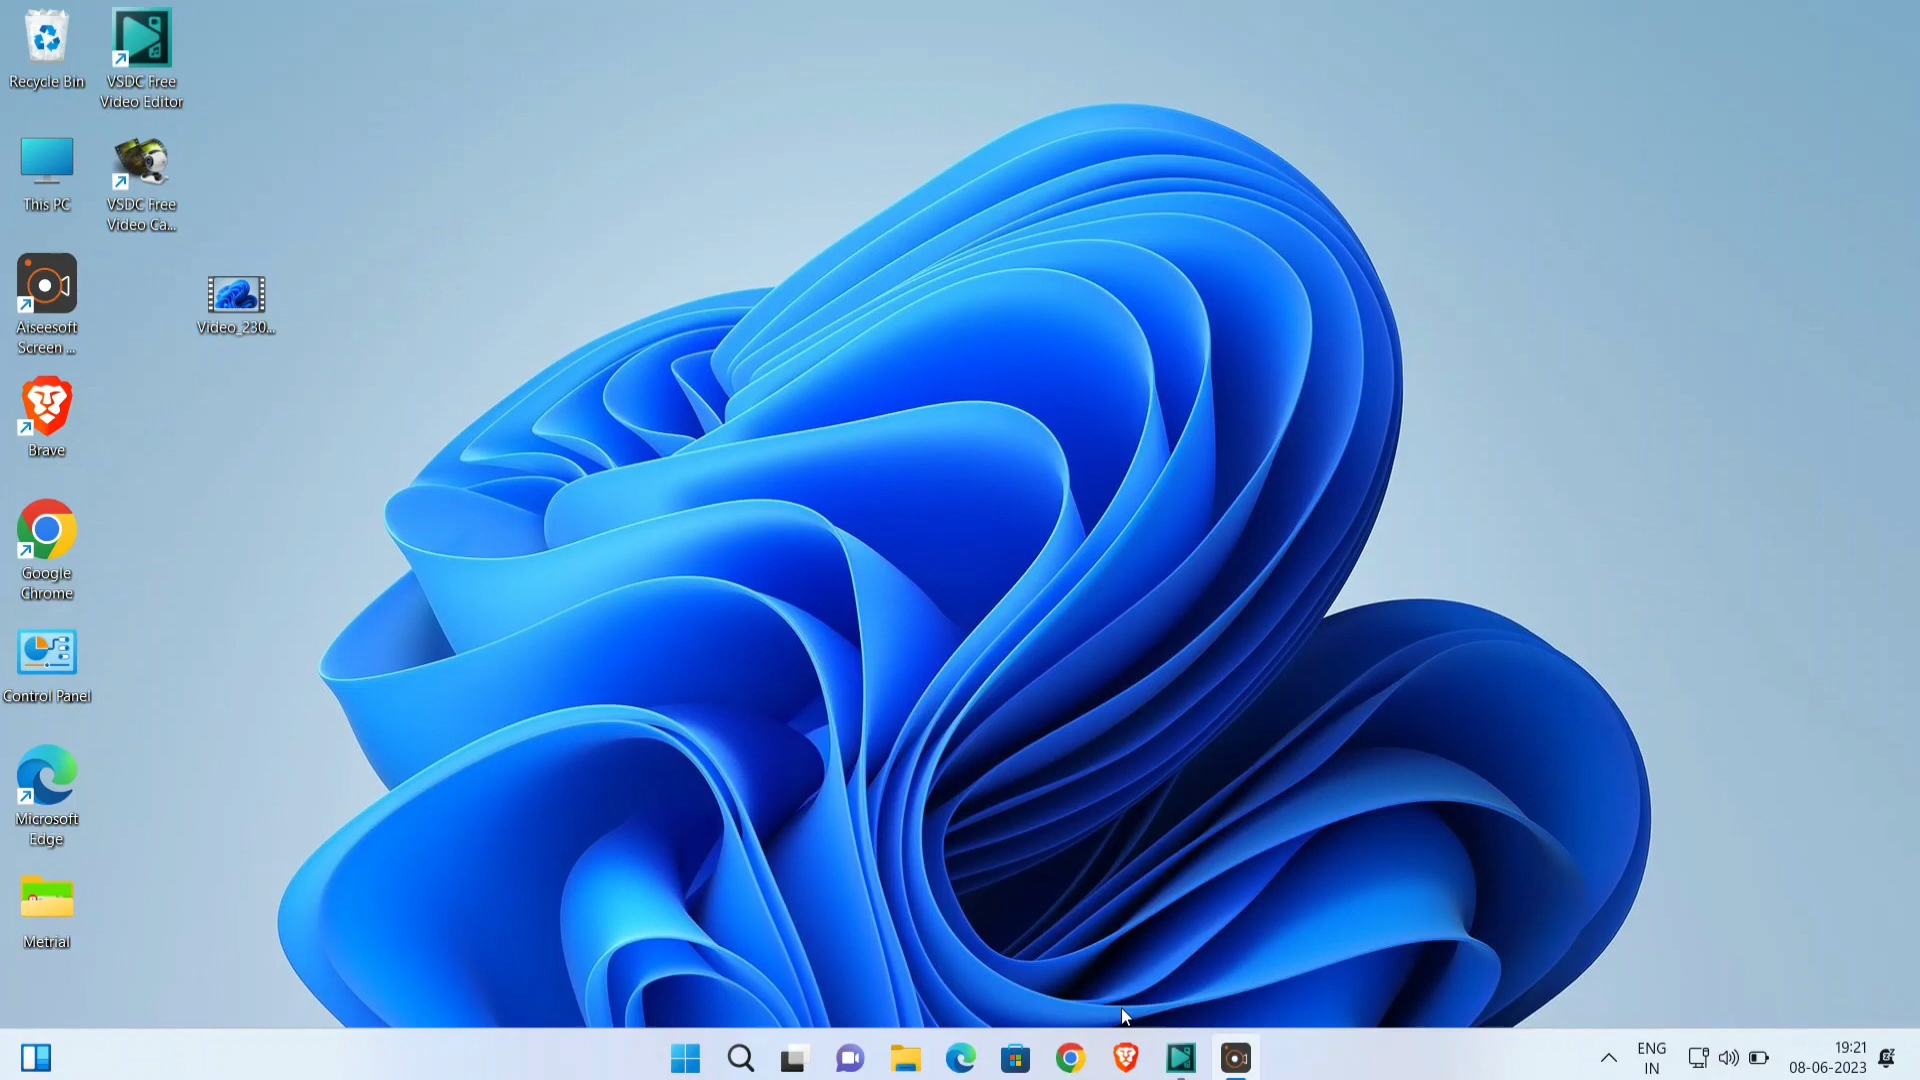 Recycle Bin
VSDC Free
Video Editor
This PC
VSDC Free
Video Ca...
Aiseesoft
Screen ...
Video_230...
Brave
Google
Chrome
Control Panel
Microsoft
Edge
Metrial
ENG
IN
19:21
08-06-2023